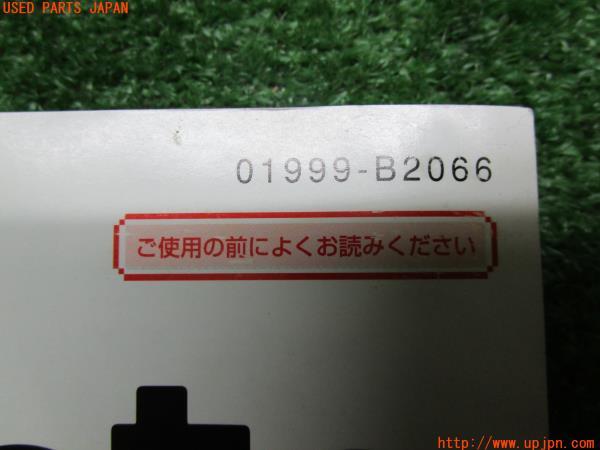 USED PARTS JAPAN
01999-B2066
ご使用の前によくお読みください
http://www.upjpn.com/